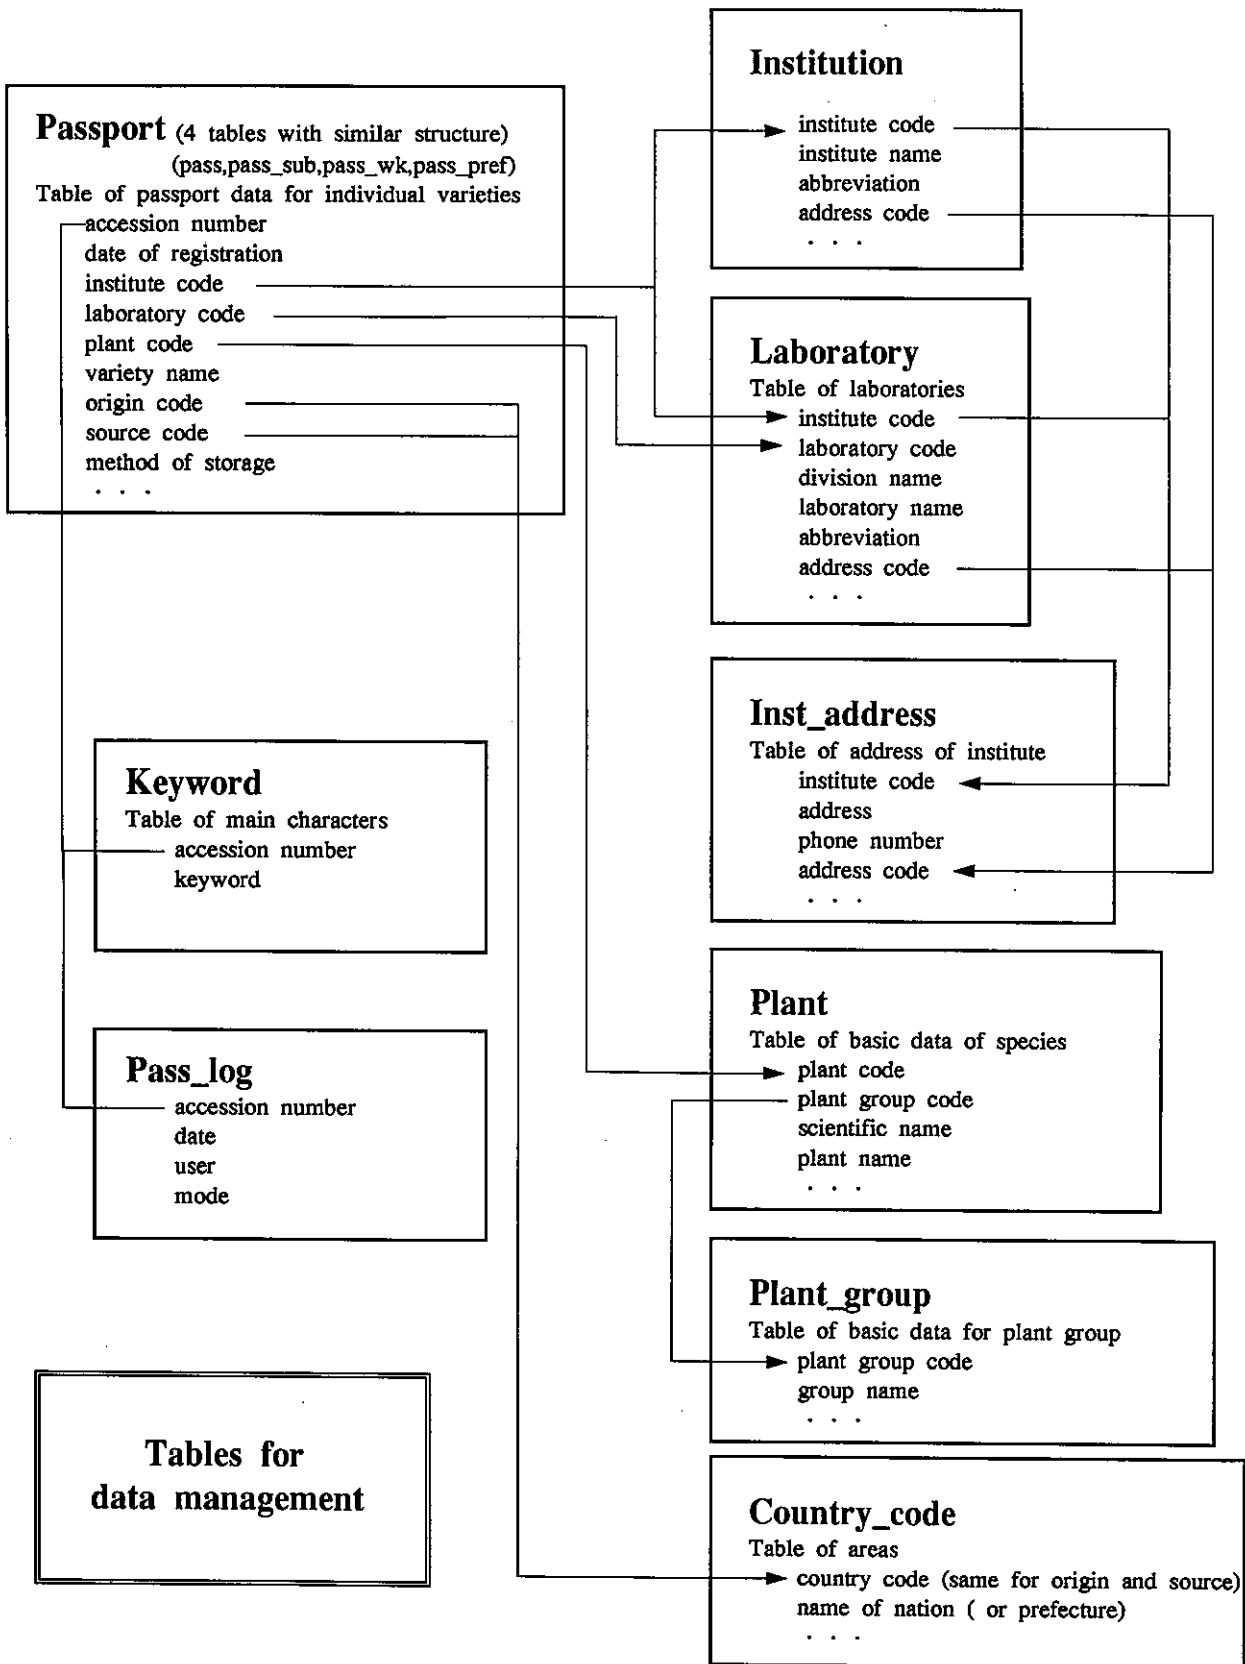 Passport (4 tables with similar structure)
(pass,pass_sub,pass_wk,pass_pref)
Table of passport data for individual varieties
accession number
date of registration
institute code
laboratory code
plant code
variety name
origin code
source code
method of storage
. . .
Keyword
Table of main characters
accession number
keyword
Pass_log
accession number
date
user
mode
Tables for
data management
Institution
institute code
institute name
abbreviation
address code
. . .
Laboratory
Table of laboratories
institute code
laboratory code
division name
laboratory name
abbreviation
address code
. . .
Inst_address
Table of address of institute
institute code
address
phone number
address code
. . .
Plant
Table of basic data of species
plant code
plant group code
scientific name
plant name
. . .
Plant_group
Table of basic data for plant group
plant group code
group name
. . .
Country_code
Table of areas
country code (same for origin and source)
name of nation ( or prefecture)
. . .